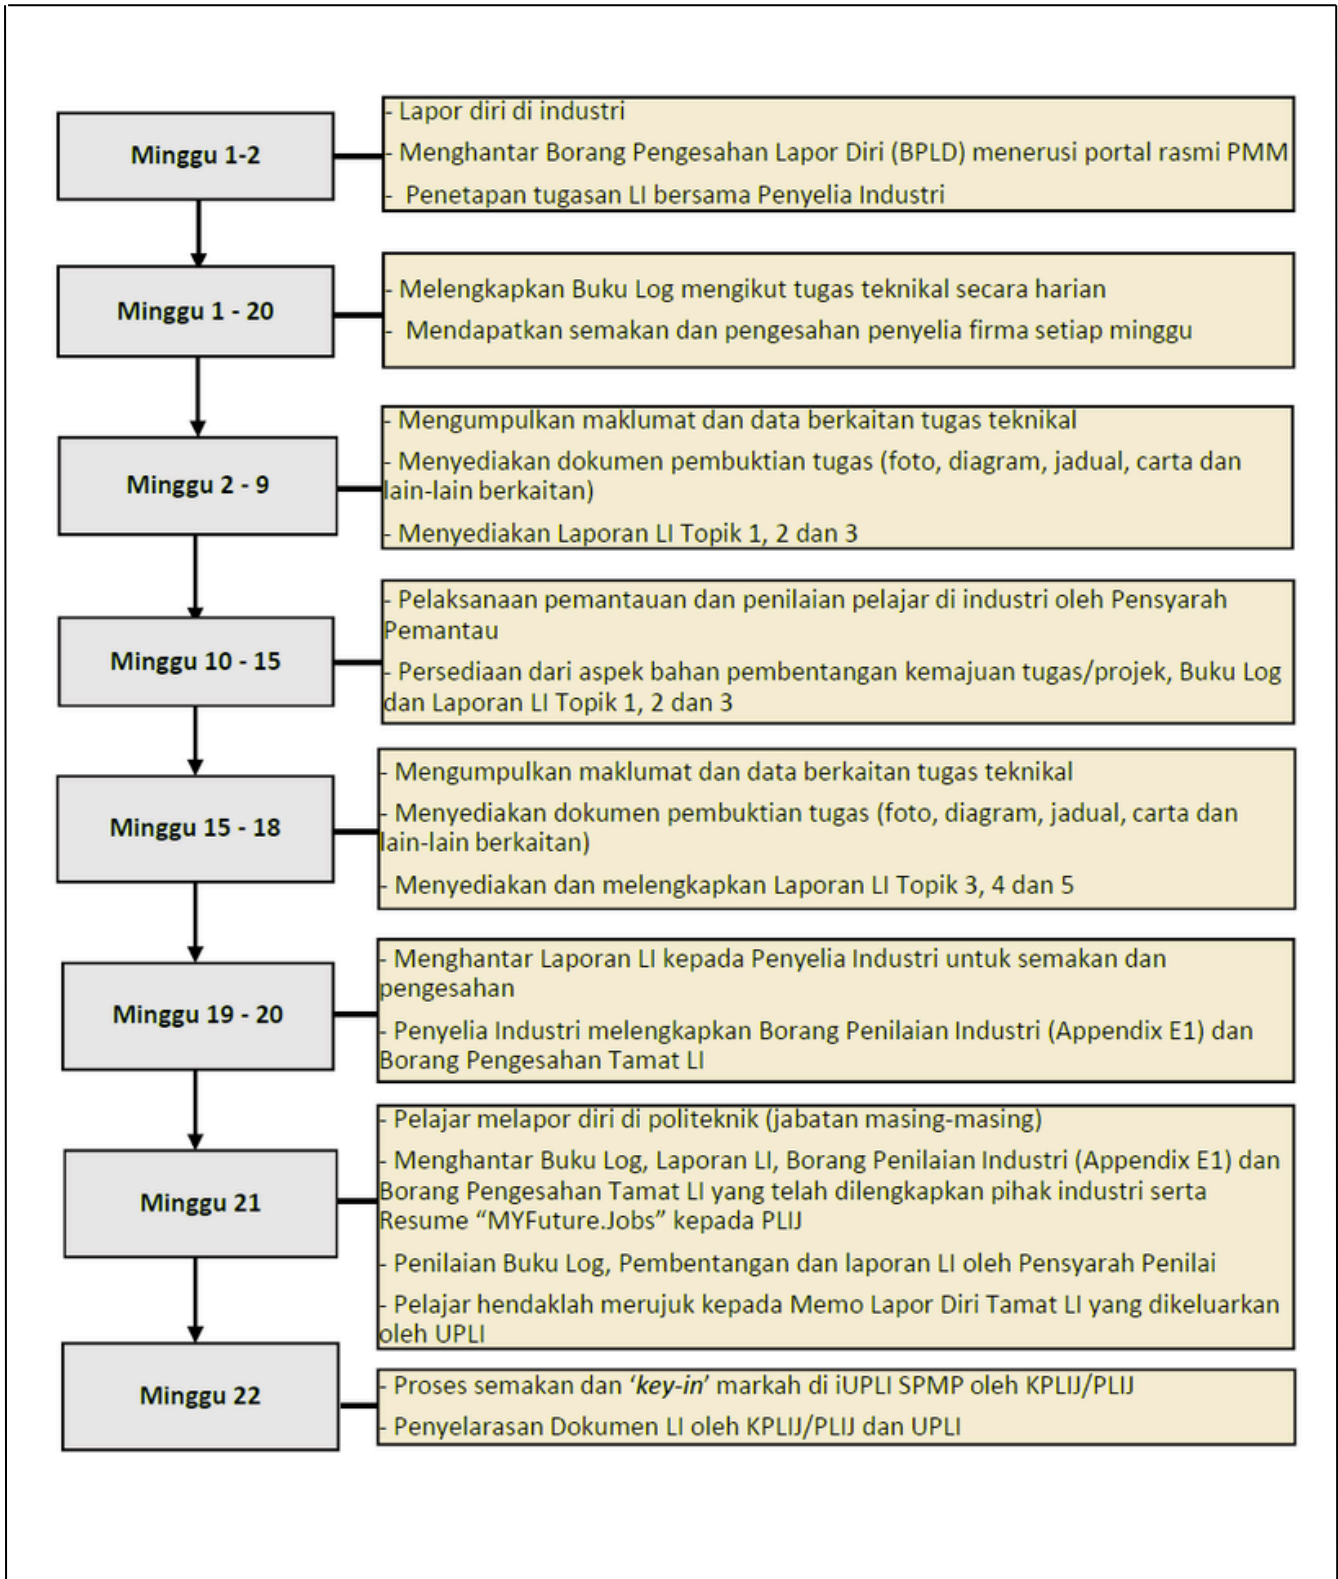 Minggu 1-2
- Lapor diri di industri
- Menghantar Borang Pengesahan Lapor Diri (BPLD) menerusi portal rasmi PMM
- Penetapan tugasan LI bersama Penyelia Industri
Minggu 1 - 20
- Melengkapkan Buku Log mengikut tugas teknikal secara harian
- Mendapatkan semakan dan pengesahan penyelia firma setiap minggu
Minggu 2 - 9
- Mengumpulkan maklumat dan data berkaitan tugas teknikal
- Menyediakan dokumen pembuktian tugas (foto, diagram, jadual, carta dan
lain-lain berkaitan)
- Menyediakan Laporan LI Topik 1, 2 dan 3
Minggu 10 - 15
- Pelaksanaan pemantauan dan penilaian pelajar di industri oleh Pensyarah
Pemantau
- Persediaan dari aspek bahan pembentangan kemajuan tugas/projek, Buku Log
dan Laporan LI Topik 1, 2 dan 3
Minggu 15 - 18
- Mengumpulkan maklumat dan data berkaitan tugas teknikal
- Menyediakan dokumen pembuktian tugas (foto, diagram, jadual, carta dan
lain-lain berkaitan)
- Menyediakan dan melengkapkan Laporan LI Topik 3, 4 dan 5
Minggu 19 - 20
- Menghantar Laporan LI kepada Penyelia Industri untuk semakan dan
pengesahan
- Penyelia Industri melengkapkan Borang Penilaian Industri (Appendix E1) dan
Borang Pengesahan Tamat LI
Minggu 21
- Pelajar melapor diri di politeknik (jabatan masing-masing)
- Menghantar Buku Log, Laporan LI, Borang Penilaian Industri (Appendix E1) dan
Borang Pengesahan Tamat LI yang telah dilengkapkan pihak industri serta
Resume “MYFuture.Jobs” kepada PLIJ
- Penilaian Buku Log, Pembentangan dan laporan LI oleh Pensyarah Penilai
- Pelajar hendaklah merujuk kepada Memo Lapor Diri Tamat LI yang dikeluarkan
oleh UPLI
Minggu 22
- Proses semakan dan ‘key-in’ markah di iUPLI SPMP oleh KPLIJ/PLIJ
- Penyelarasan Dokumen LI oleh KPLIJ/PLIJ dan UPLI